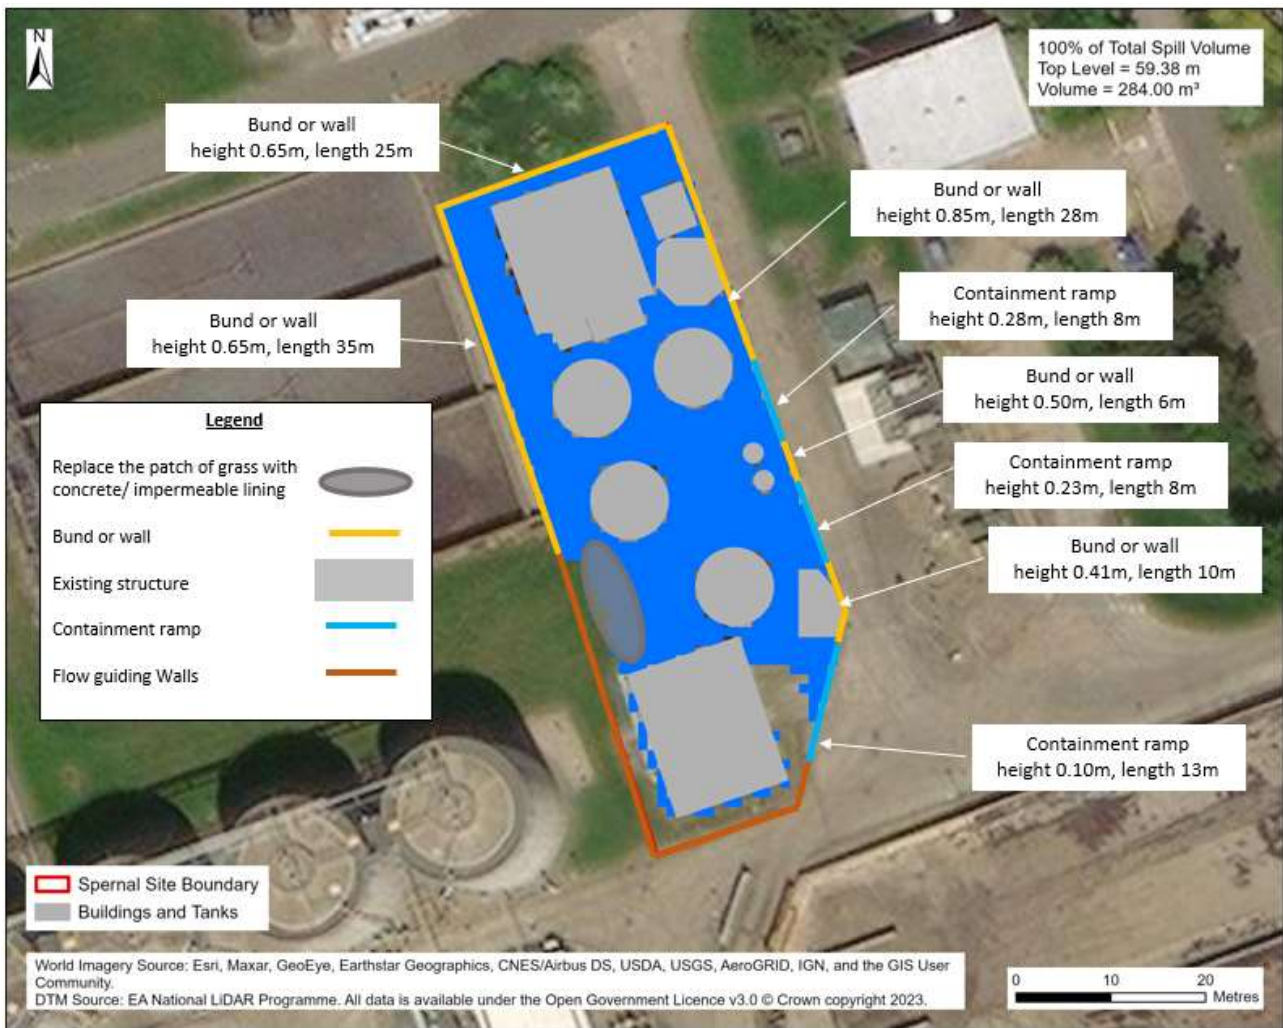 N
100% of Total Spill Volume
Top Level = 59.38 m
Volume = 284.00 m³
Bund or wall
height 0.65m, length 25m
Bund or wall
height 0.85m, length 28m
Containment ramp
height 0.28m, length 8m
Bund or wall
height 0.65m, length 35m
Bund or wall
height 0.50m, length 6m
Containment ramp
height 0.23m, length 8m
Bund or wall
height 0.41m, length 10m
Containment ramp
height 0.10m, length 13m
Legend
Replace the patch of grass with
concrete/ impermeable lining
Bund or wall
Existing structure
Containment ramp
Flow guiding Walls
Spernal Site Boundary
Buildings and Tanks
World Imagery Source: Esri, Maxar, GeoEye, Earthstar Geographics, CNES/Airbus DS, USDA, USGS, AeroGRID, IGN, and the GIS User
Community.
DTM Source: EA National LiDAR Programme. All data is available under the Open Government Licence v3.0 © Crown copyright 2023.
0 10 20
Metres